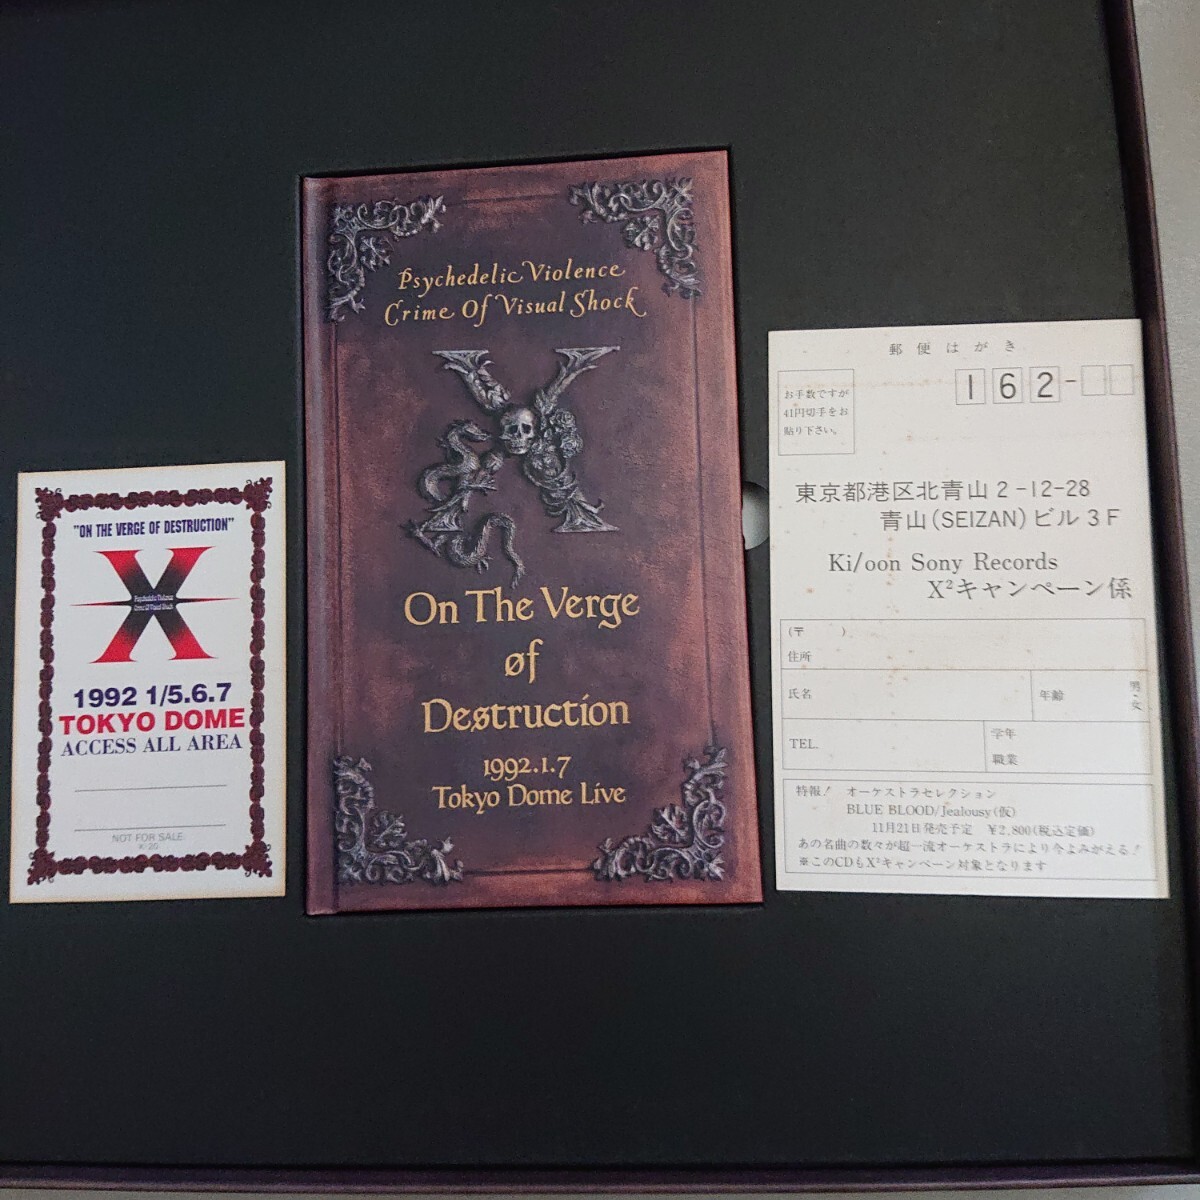 "ON THE VERGE OF DESTRUCTION"
X
Psychedelic Violence
Crime Of Visual Shock
1992 1/5.6.7
TOKYO DOME
ACCESS ALL AREA
NOT FOR SALE
Psychedelic Violence
Crime Of Visual Shock
X
On The Verge
øf
Destruction
1992.1.7
Tokyo Dome Live
郵便はがき
162-
お手数ですが
41円切手をお
貼り下さい。
東京都港区北青山2-12-28
青山(SEIZAN)ビル3F
Ki/oon Sony Records
X²キャンペーン係
(〒 )
住所
氏名
年齢
男・女
TEL.
学年
職業
特報! オーケストラセレクション
BLUE BLOOD/Jealousy(仮)
11月21日発売予定 ¥2,800(税込定価)
あの名曲の数々が超一流オーケストラにより今よみがえる!
※このCDもX²キャンペーン対象となります